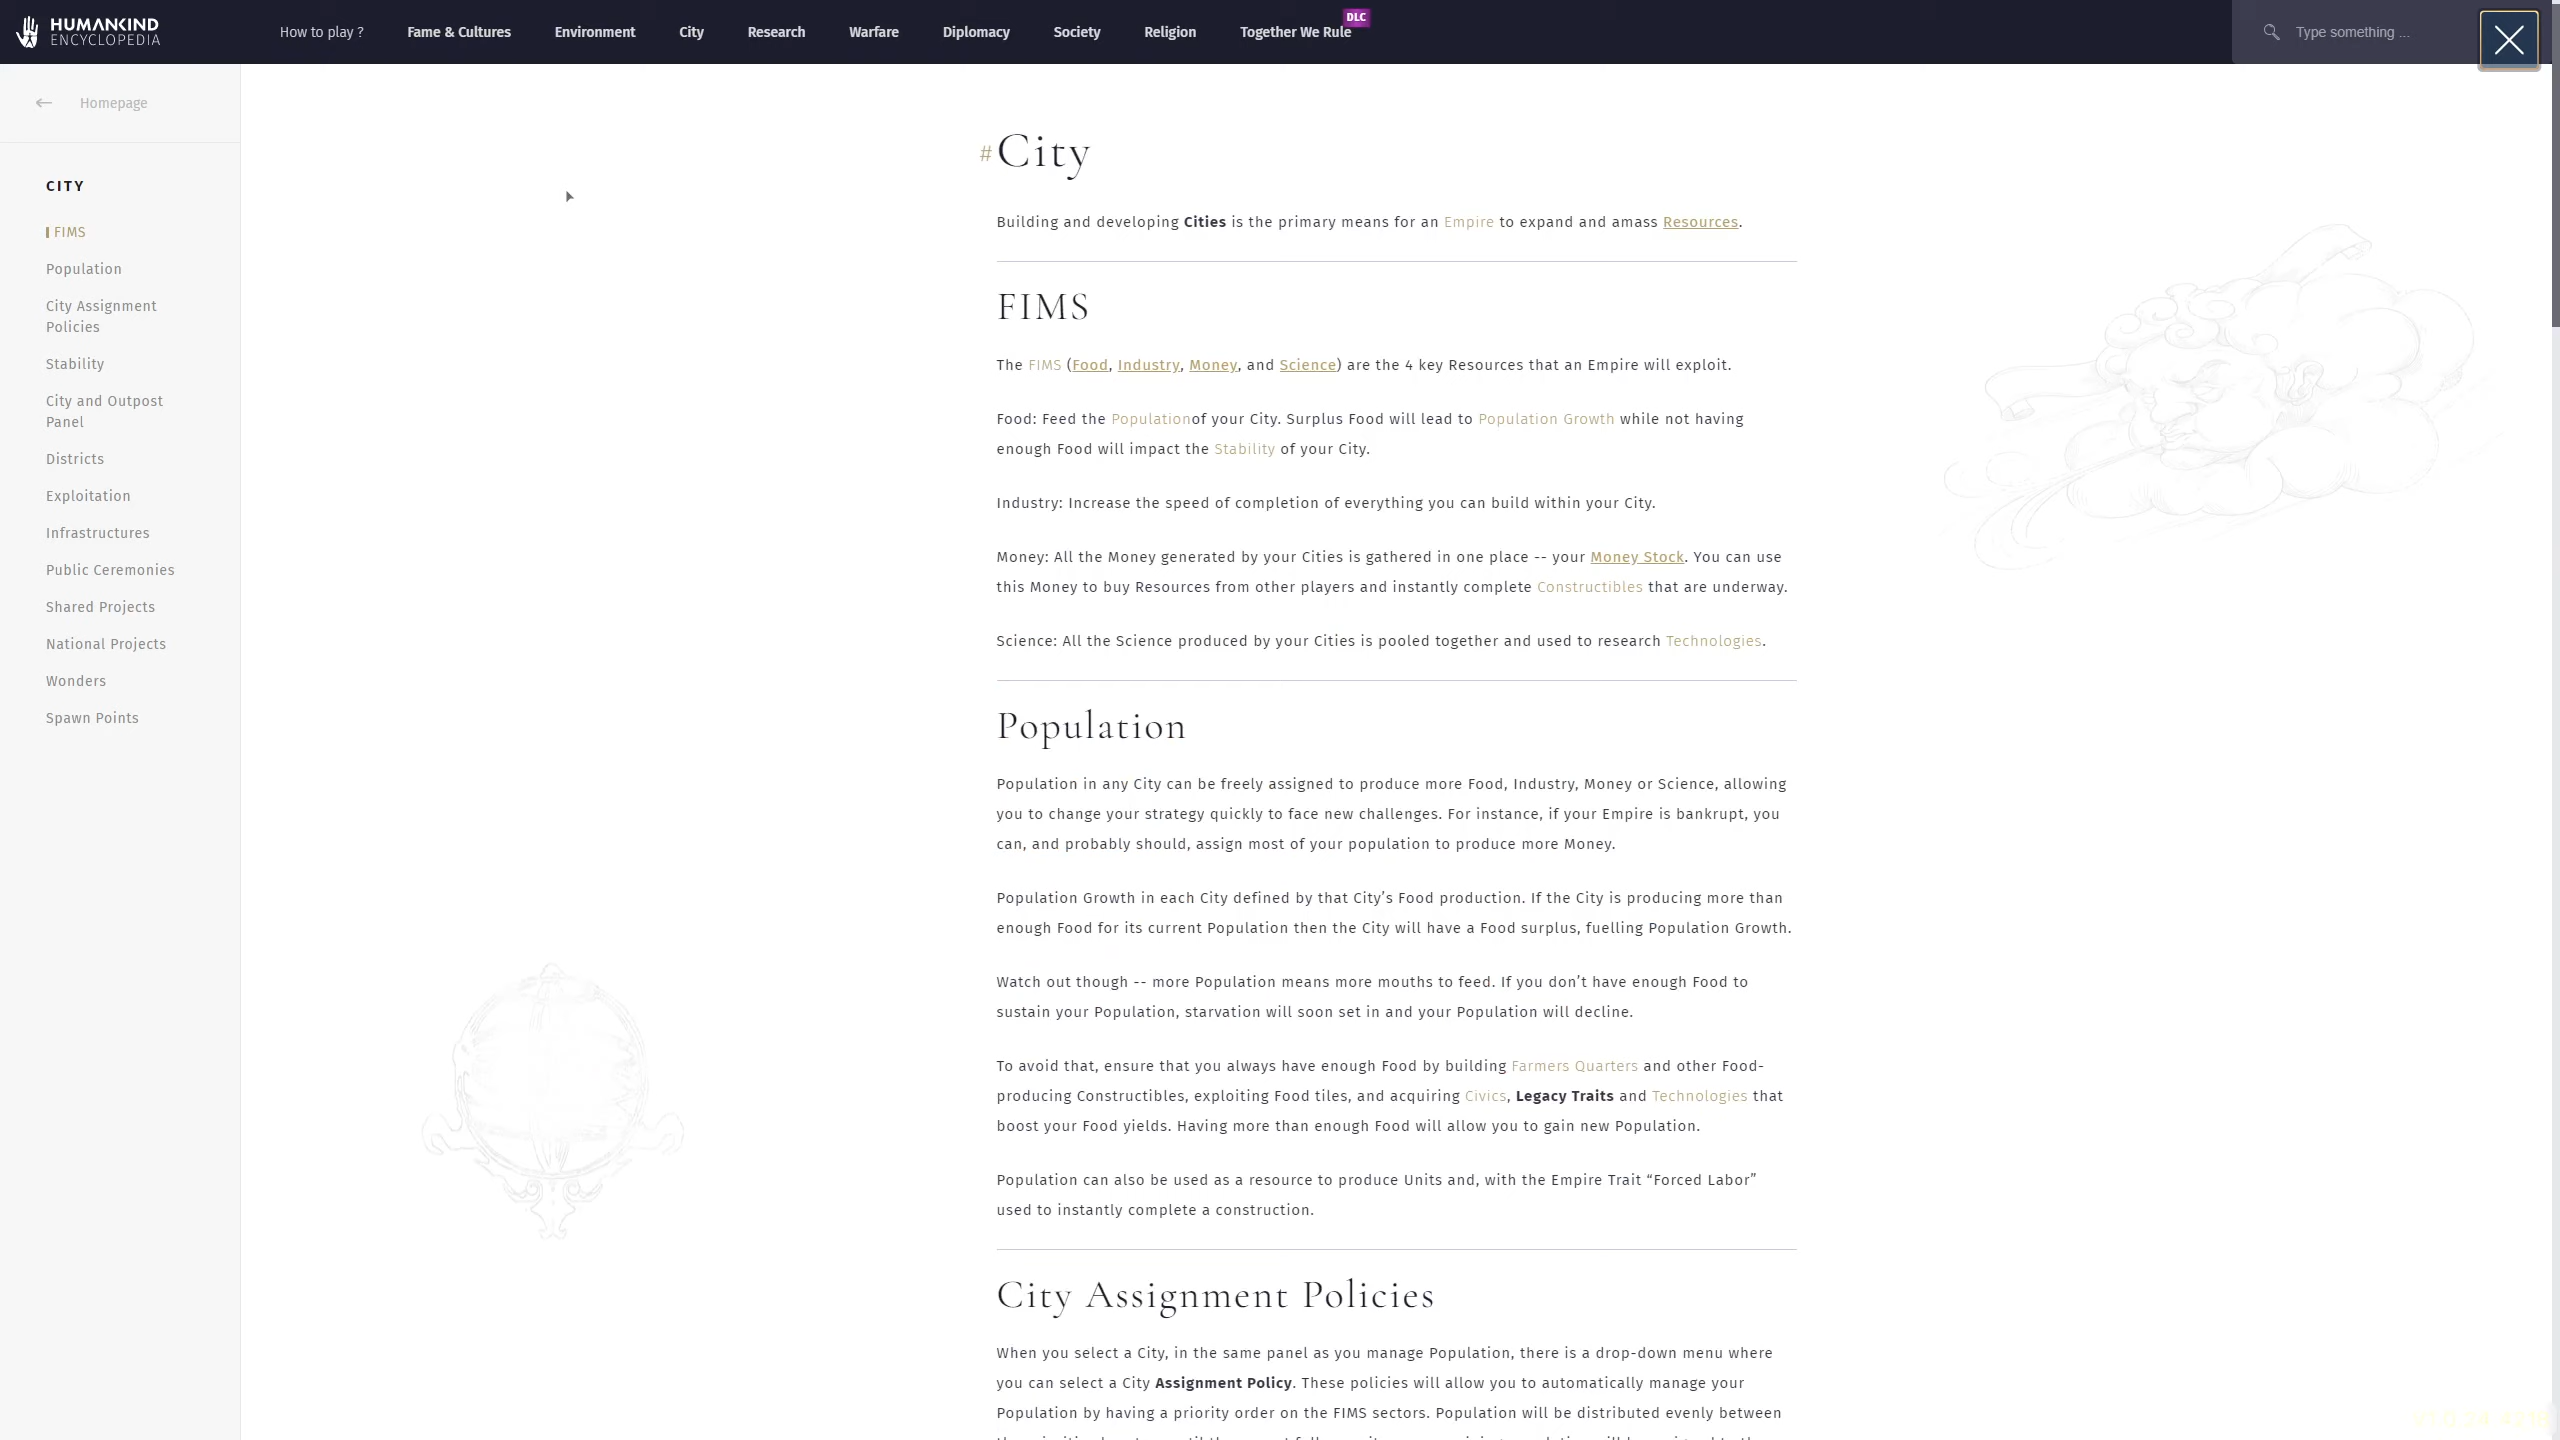 HUMANKIND
ENCYCLOPEDIA
How to play ?
Fame & Cultures
Environment
City
Research
Warfare
Diplomacy
Society
Religion
Together We Rule
DLC
Type something ...
Homepage
CITY
FIMS
Population
City Assignment
Policies
Stability
City and Outpost
Panel
Districts
Exploitation
Infrastructures
Public Ceremonies
Shared Projects
National Projects
Wonders
Spawn Points
#City
Building and developing Cities is the primary means for an Empire to expand and amass Resources.
FIMS
The FIMS (Food, Industry, Money, and Science) are the 4 key Resources that an Empire will exploit.
Food: Feed the Populationof your City. Surplus Food will lead to Population Growth while not having
enough Food will impact the Stability of your City.
Industry: Increase the speed of completion of everything you can build within your City.
Money: All the Money generated by your Cities is gathered in one place -- your Money Stock. You can use
this Money to buy Resources from other players and instantly complete Constructibles that are underway.
Science: All the Science produced by your Cities is pooled together and used to research Technologies.
Population
Population in any City can be freely assigned to produce more Food, Industry, Money or Science, allowing
you to change your strategy quickly to face new challenges. For instance, if your Empire is bankrupt, you
can, and probably should, assign most of your population to produce more Money.
Population Growth in each City defined by that City’s Food production. If the City is producing more than
enough Food for its current Population then the City will have a Food surplus, fuelling Population Growth.
Watch out though -- more Population means more mouths to feed. If you don’t have enough Food to
sustain your Population, starvation will soon set in and your Population will decline.
To avoid that, ensure that you always have enough Food by building Farmers Quarters and other Food-
producing Constructibles, exploiting Food tiles, and acquiring Civics, Legacy Traits and Technologies that
boost your Food yields. Having more than enough Food will allow you to gain new Population.
Population can also be used as a resource to produce Units and, with the Empire Trait “Forced Labor”
used to instantly complete a construction.
City Assignment Policies
When you select a City, in the same panel as you manage Population, there is a drop-down menu where
you can select a City Assignment Policy. These policies will allow you to automatically manage your
Population by having a priority order on the FIMS sectors. Population will be distributed evenly between